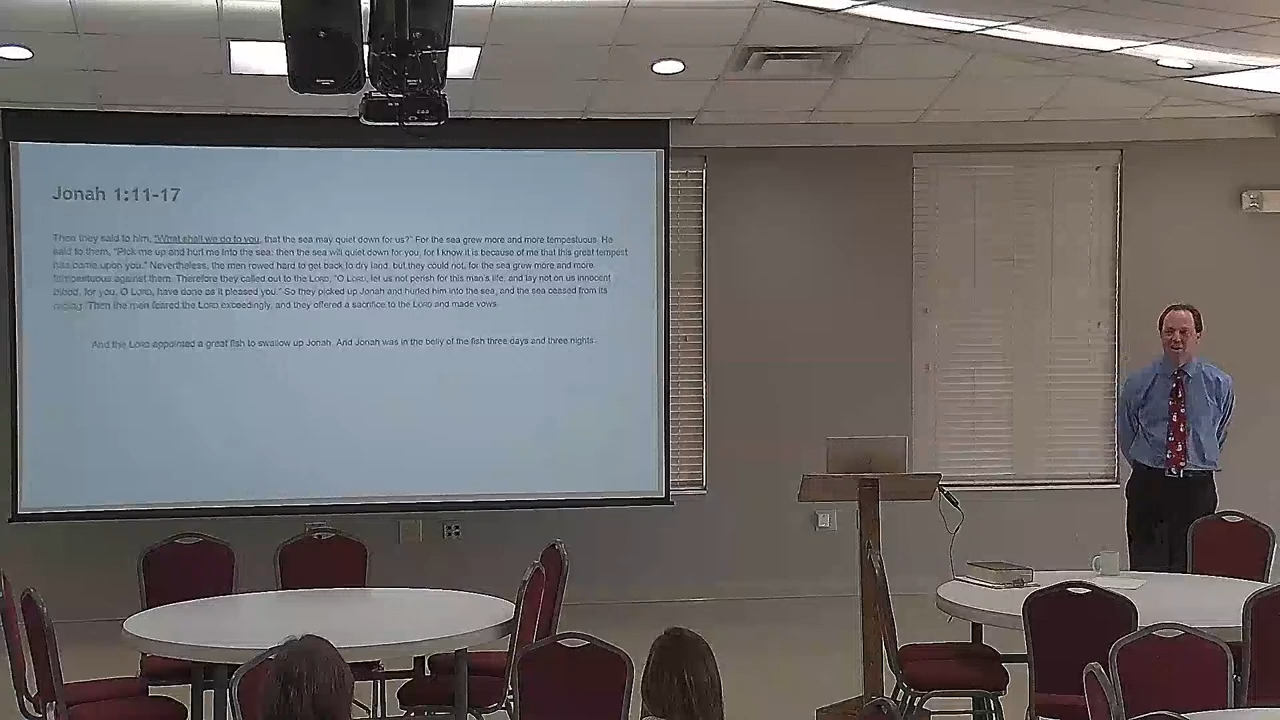 Jonah 1:11-17
Then they said to him, "What shall we do to you, that the sea may quiet down for us?" For the sea grew more and more tempestuous. He
said to them, "Pick me up and hurl me into the sea; then the sea will quiet down for you, for I know it is because of me that this great tempest
has come upon you." Nevertheless, the men rowed hard to get back to dry land, but they could not, for the sea grew more and more
tempestuous against them. Therefore they called out to the Lord, "O Lord, let us not perish for this man's life, and lay not on us innocent
blood, for you, O Lord, have done as it pleased you." So they picked up Jonah and hurled him into the sea, and the sea ceased from its
raging. Then the men feared the Lord exceedingly, and they offered a sacrifice to the Lord and made vows.
And the Lord appointed a great fish to swallow up Jonah. And Jonah was in the belly of the fish three days and three nights.